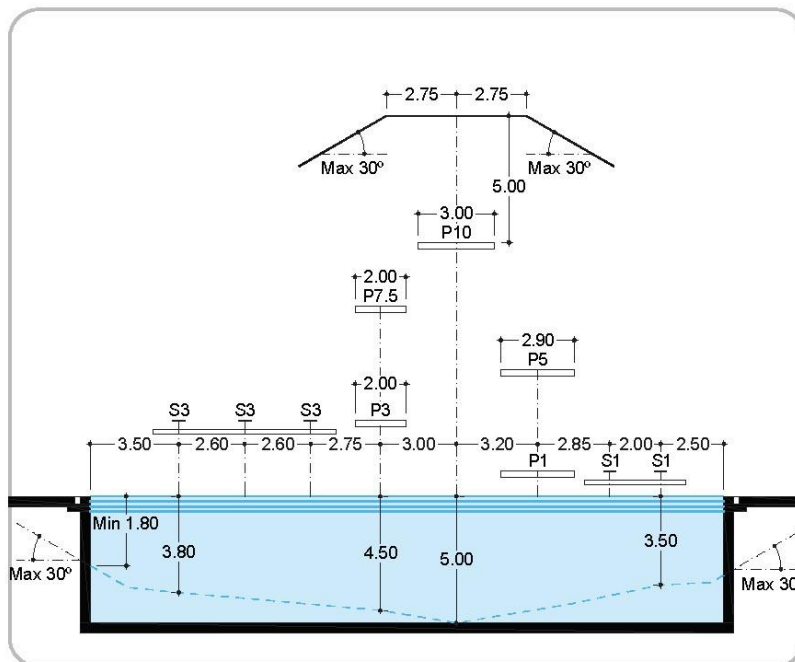 2.75 2.75
Max 30º Max 30º
5.00
3.00
P10
2.00
P7.5
2.90
P5
2.00
S3 S3 S3 P3
3.50 2.60 2.60 2.75 3.00 3.20 2.85 2.00 2.50
P1 S1 S1
Min 1.80
3.80 4.50 5.00 3.50
Max 30º Max 30º